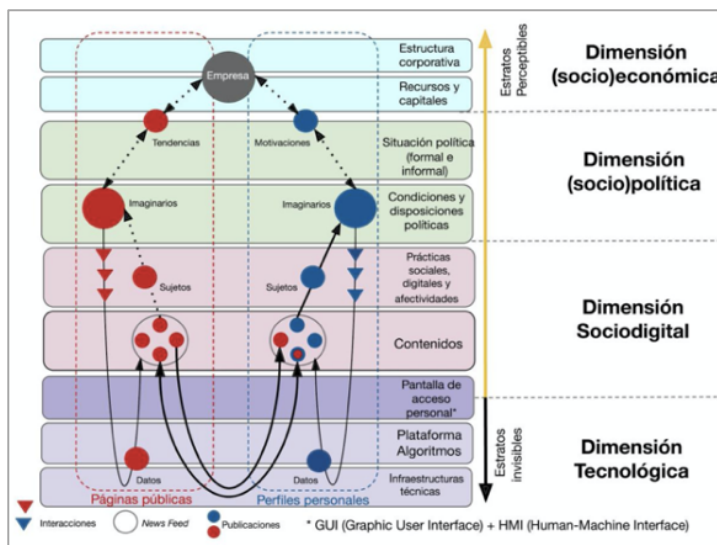 Empresa
Estructura
corporativa
Recursos y
capitales
Tendencias
Motivaciones
Situación política
(formal e
informal)
Imaginarios
Imaginarios
Condiciones y
disposiciones
políticas
Sujetos
Sujetos
Prácticas
sociales,
digitales y
afectividades
Contenidos
Pantalla de
acceso
personal*
Plataforma
Algoritmos
Datos
Datos
Infraestructuras
técnicas
Páginas públicas
Perfiles personales
Estratos
Perceptibles
Estratos
invisibles
Dimensión
(socio)económica
Dimensión
(socio)política
Dimensión
Sociodigital
Dimensión
Tecnológica
Interacciones
News Feed
Publicaciones
* GUI (Graphic User Interface) + HMI (Human-Machine Interface)